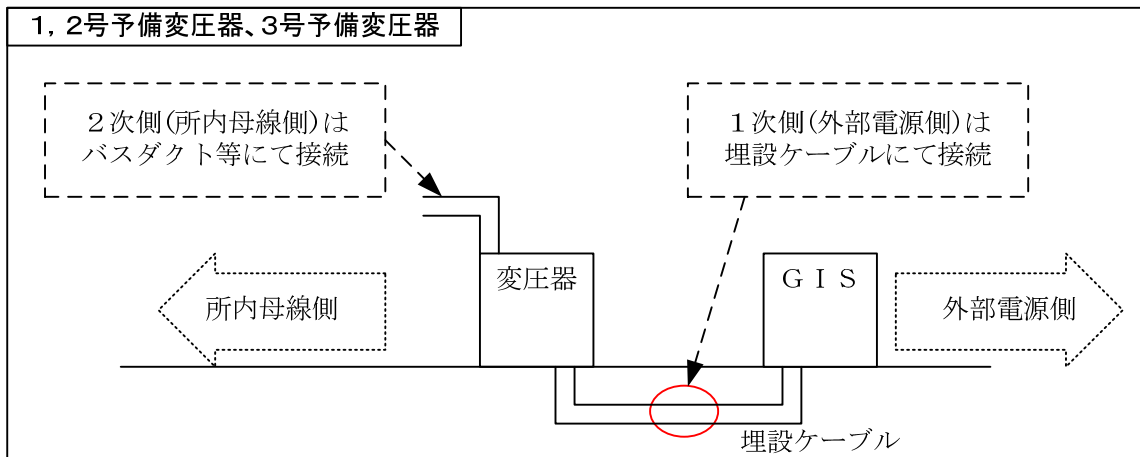 1，2号予備変圧器、3号予備変圧器
２次側(所内母線側)は
バスダクト等にて接続
１次側(外部電源側)は
埋設ケーブルにて接続
所内母線側
変圧器
ＧＩＳ
外部電源側
埋設ケーブル